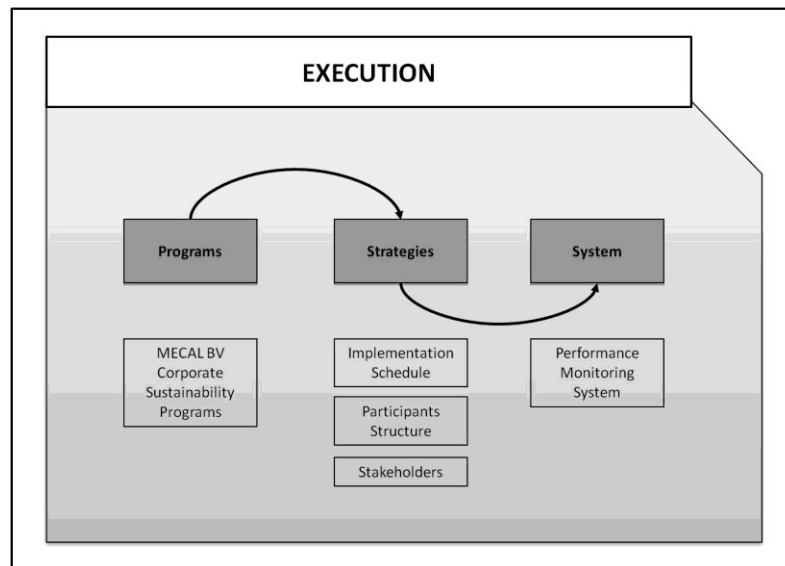 EXECUTION
Programs
Strategies
System
MECAL BV
Corporate
Sustainability
Programs
Implementation
Schedule
Participants
Structure
Stakeholders
Performance
Monitoring
System